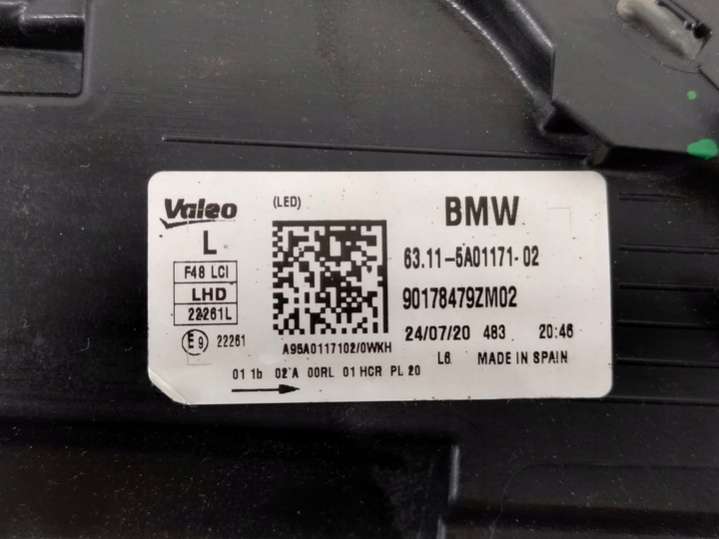 Valeo
(LED)
BMW
L
63.11-5A01171-02
F48 LCI
LHD
22261L
90178479ZM02
24/07/20 483 20:46
E9 22261
A95A0117102/0WKH
L6 MADE IN SPAIN
01 1b 02 A 00RL 01 HCR PL 20